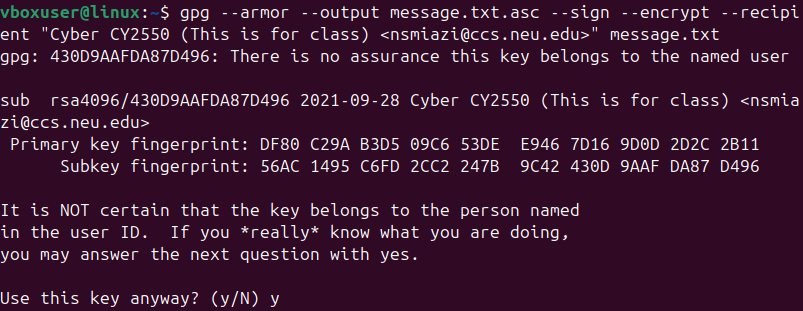 vboxuser@linux:~$ gpg --armor --output message.txt.asc --sign --encrypt --recipi
ent "Cyber CY2550 (This is for class) <nsmiazi@ccs.neu.edu>" message.txt
gpg: 430D9AAFDA87D496: There is no assurance this key belongs to the named user
sub  rsa4096/430D9AAFDA87D496 2021-09-28 Cyber CY2550 (This is for class) <nsmi
azi@ccs.neu.edu>
 Primary key fingerprint: DF80 C29A B3D5 09C6 53DE  E946 7D16 9D0D 2D2C 2B11
      Subkey fingerprint: 56AC 1495 C6FD 2CC2 247B  9C42 430D 9AAF DA87 D496
It is NOT certain that the key belongs to the person named
in the user ID.  If you *really* know what you are doing,
you may answer the next question with yes.
Use this key anyway? (y/N) y